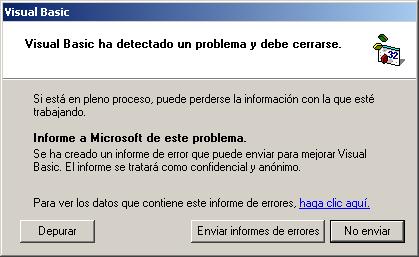 Visual Basic
Visual Basic ha detectado un problema y debe cerrarse.
32
Si está en pleno proceso, puede perderse la información con la que esté
trabajando.
Informe a Microsoft de este problema.
Se ha creado un informe de error que puede enviar para mejorar Visual
Basic. El informe se tratará como confidencial y anónimo.
Para ver los datos que contiene este informe de errores, haga clic aquí.
Depurar
Enviar informes de errores
No enviar